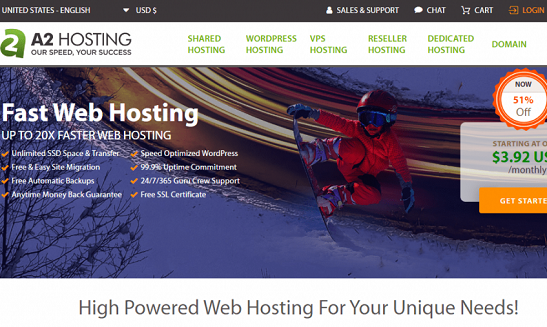 UNITED STATES - ENGLISH USD $ SALES & SUPPORT CHAT CART LOGIN
A2 HOSTING
OUR SPEED, YOUR SUCCESS
SHARED HOSTING
WORDPRESS HOSTING
VPS HOSTING
RESELLER HOSTING
DEDICATED HOSTING
DOMAIN
Fast Web Hosting
UP TO 20X FASTER WEB HOSTING
Unlimited SSD Space & Transfer
Free & Easy Site Migration
Free Automatic Backups
Anytime Money Back Guarantee
Speed Optimized WordPress
99.9% Uptime Commitment
24/7/365 Guru Crew Support
Free SSL Certificate
NOW
51%
Off
STARTING AT
$3.92 US
/monthly
GET STARTE
High Powered Web Hosting For Your Unique Needs!